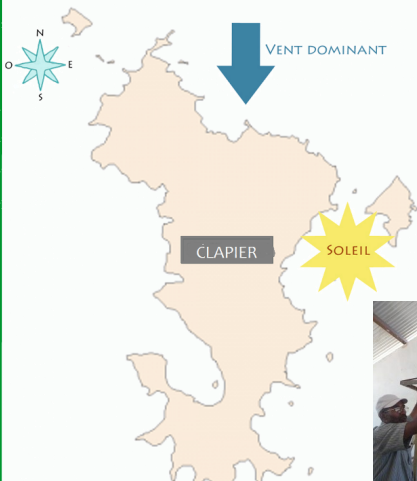 N
VENT DOMINANT
O E
S
CLAPIER
SOLEIL